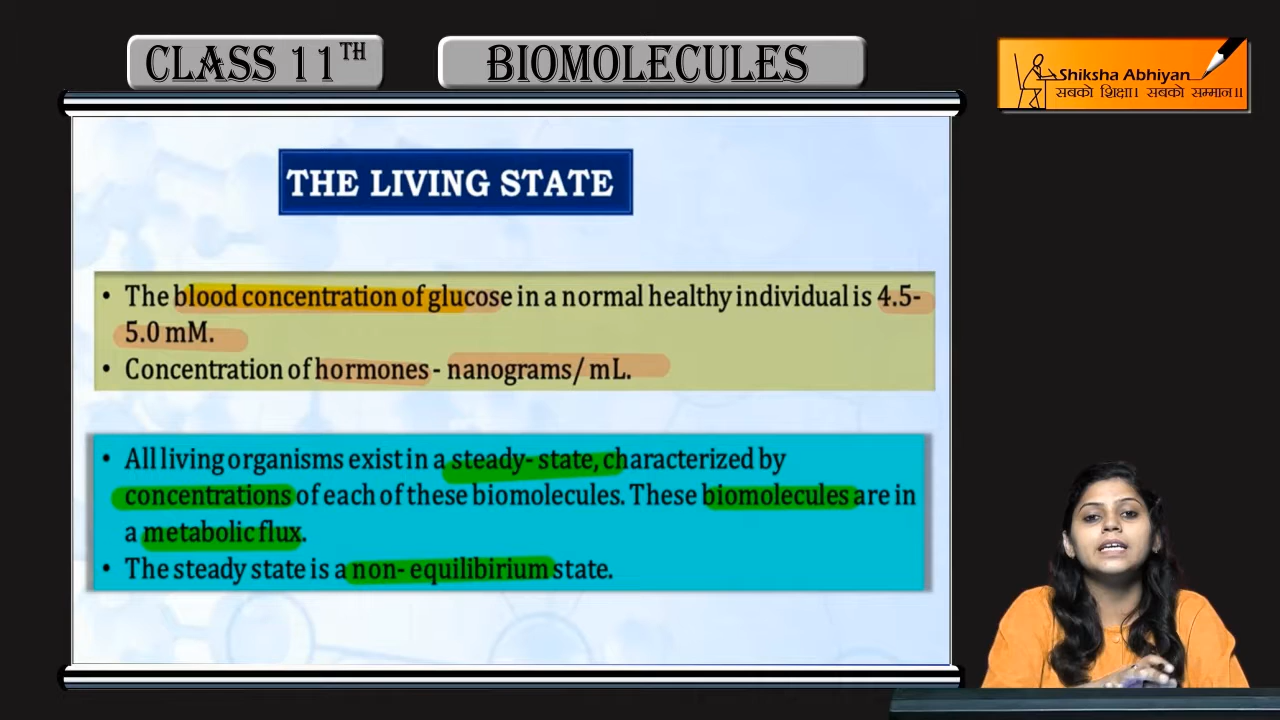 CLASS 11TH
BIOMOLECULES
Shiksha Abhiyan
सबको शिक्षा। सबको सम्मान॥
THE LIVING STATE
• The blood concentration of glucose in a normal healthy individual is 4.5-
5.0 mM.
• Concentration of hormones - nanograms/ mL.
• All living organisms exist in a steady- state, characterized by
concentrations of each of these biomolecules. These biomolecules are in
a metabolic flux.
• The steady state is a non- equilibirium state.